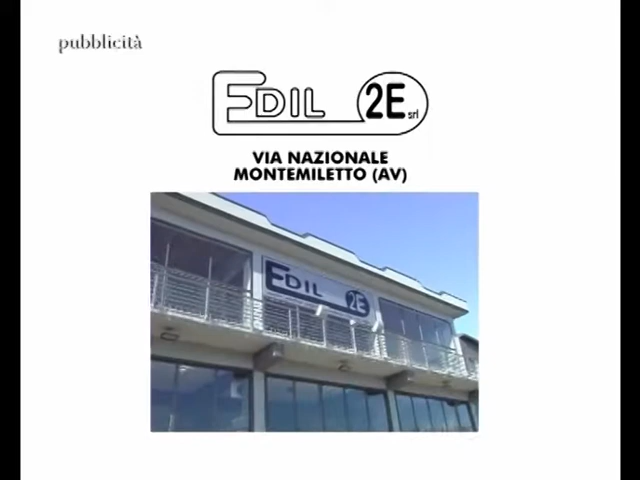 pubblicità
EDIL 2E srl
VIA NAZIONALE
MONTEMILETTO (AV)
EDIL 2E